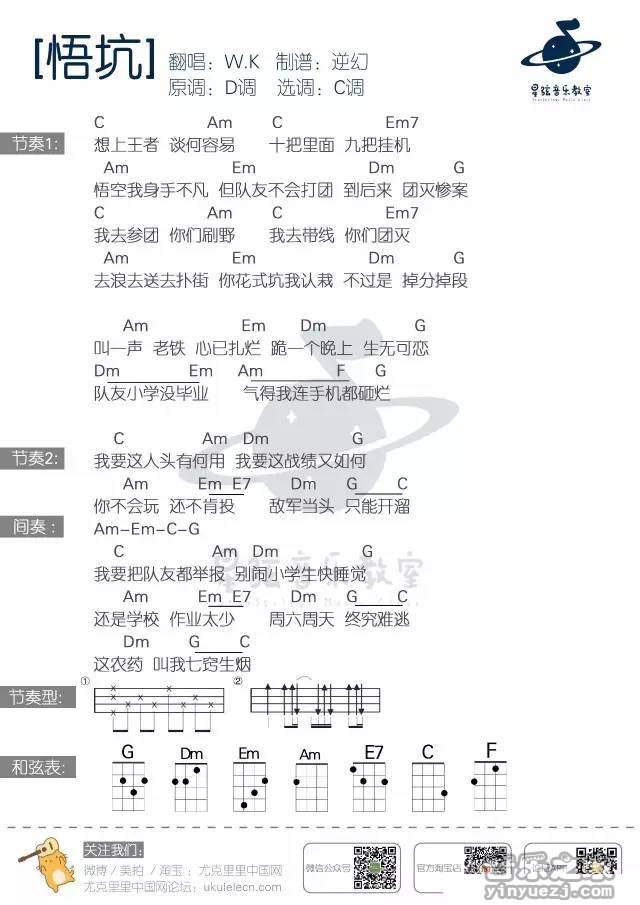 [悟坑] 翻唱：W.K 制谱：逆幻
原调：D调 选调：C调
星弦音乐教室
C Am C Em7
节奏1: 想上王者 谈何容易 十把里面 九把挂机
Am Em Dm G
悟空我身手不凡 但队友不会打团 到后来 团灭惨案
C Am C Em7
我去参团 你们刷野 我去带线 你们团灭
Am Em Dm G
去浪去送去扑街 你花式坑我认栽 不过是 掉分掉段
Am Em Dm G
叫一声 老铁 心已扎烂 跪一个晚上 生无可恋
Dm Em Am F G
队友小学没毕业 气得我连手机都砸烂
C Am Dm G
节奏2: 我要这人头有何用 我要这战绩又如何
Am Em E7 Dm G C
你不会玩 还不肯投 敌军当头 只能开溜
间奏： Am-Em-C-G
C Am Dm G
我要把队友都举报 别闹小学生快睡觉
Am Em E7 Dm G C
还是学校 作业太少 周六周天 终究难逃
Dm G C
这农药 叫我七窍生烟
节奏型: ① ②
和弦表: G Dm Em Am E7 C F
星弦音乐教室
关注我们：
微博 / 美拍 / 淘宝：尤克里里中国网
尤克里里中国网论坛：ukulelecn.com
微信公众号
官方淘宝店
音乐之家
yinyuezj.com